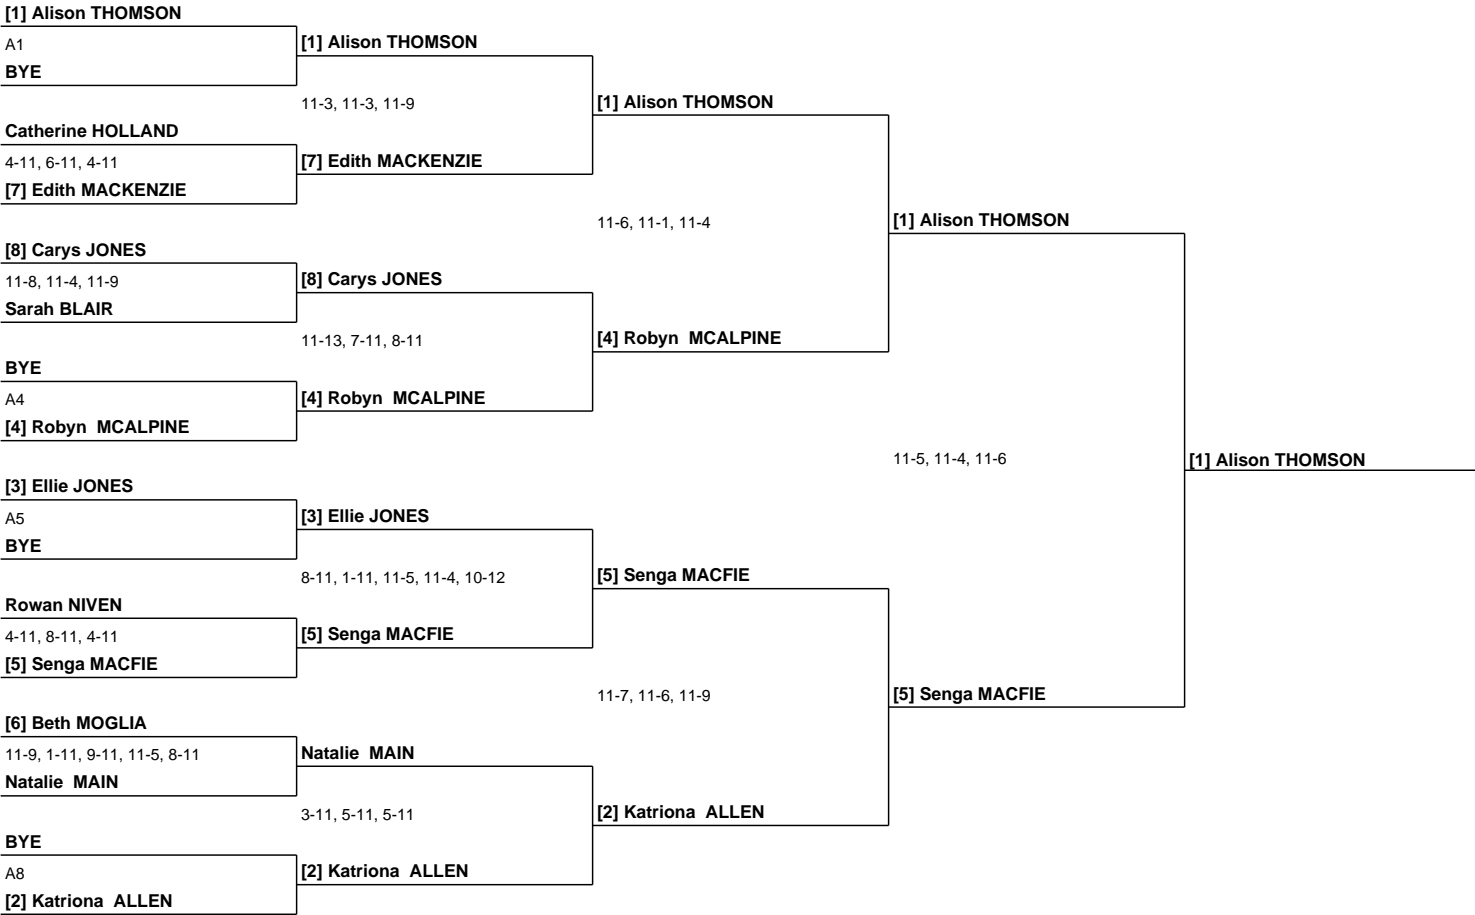 [1] Alison THOMSON
A1
BYE
Catherine HOLLAND
4-11, 6-11, 4-11
[7] Edith MACKENZIE
[8] Carys JONES
11-8, 11-4, 11-9
Sarah BLAIR
BYE
A4
[4] Robyn  MCALPINE
[3] Ellie JONES
A5
BYE
Rowan NIVEN
4-11, 8-11, 4-11
[5] Senga MACFIE
[6] Beth MOGLIA
11-9, 1-11, 9-11, 11-5, 8-11
Natalie  MAIN
BYE
A8
[2] Katriona  ALLEN
[1] Alison THOMSON
11-3, 11-3, 11-9
[7] Edith MACKENZIE
[8] Carys JONES
11-13, 7-11, 8-11
[4] Robyn  MCALPINE
[3] Ellie JONES
8-11, 1-11, 11-5, 11-4, 10-12
[5] Senga MACFIE
Natalie  MAIN
3-11, 5-11, 5-11
[2] Katriona  ALLEN
[1] Alison THOMSON
11-6, 11-1, 11-4
[4] Robyn  MCALPINE
[5] Senga MACFIE
11-7, 11-6, 11-9
[2] Katriona  ALLEN
[1] Alison THOMSON
11-5, 11-4, 11-6
[5] Senga MACFIE
[1] Alison THOMSON